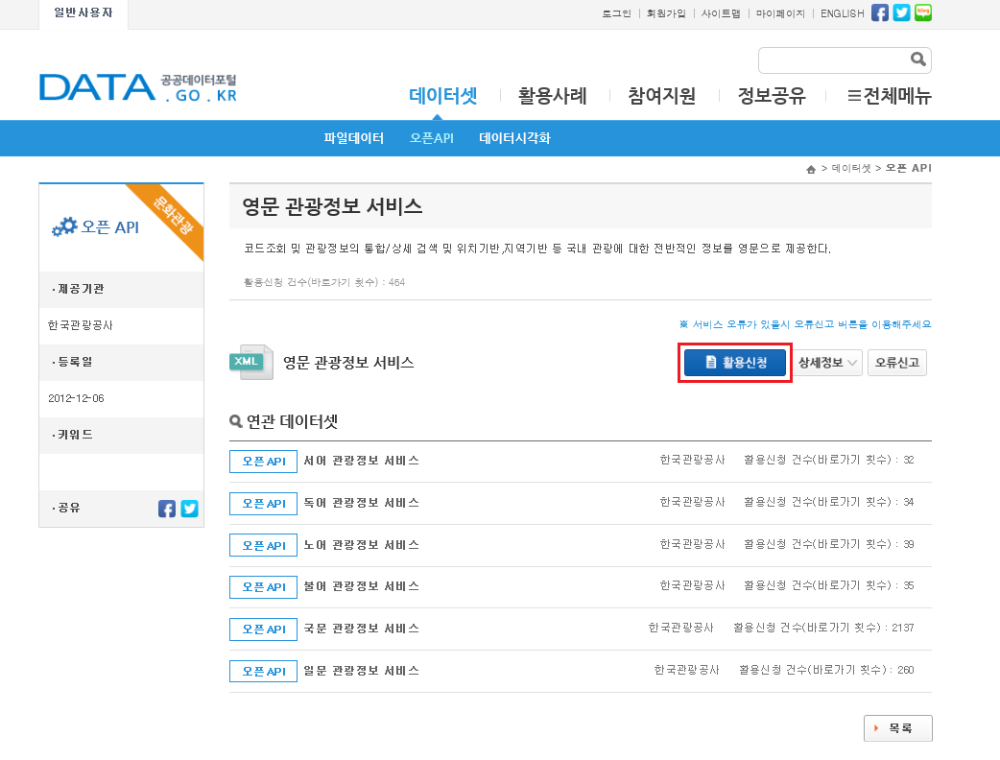 일반사용자
로그인 | 회원가입 | 사이트맵 | 마이페이지 | ENGLISH
DATA 공공데이터포털
.GO.KR
데이터셋 활용사례 참여지원 정보공유 전체메뉴
파일데이터 오픈API 데이터시각화
> 데이터셋 > 오픈 API
오픈 API
문화관광
·제공기관
한국관광공사
·등록일
2012-12-06
·키워드
·공유
영문 관광정보 서비스
코드조회 및 관광정보의 통합/상세 검색 및 위치기반,지역기반 등 국내 관광에 대한 전반적인 정보를 영문으로 제공한다.
활용신청 건수(바로가기 횟수) : 464
※ 서비스 오류가 있을시 오류신고 버튼을 이용해주세요
XML 영문 관광정보 서비스 활용신청 상세정보 오류신고
연관 데이터셋
오픈API 서어 관광정보 서비스 한국관광공사 활용신청 건수(바로가기 횟수) : 32
오픈API 독어 관광정보 서비스 한국관광공사 활용신청 건수(바로가기 횟수) : 34
오픈API 노어 관광정보 서비스 한국관광공사 활용신청 건수(바로가기 횟수) : 39
오픈API 불어 관광정보 서비스 한국관광공사 활용신청 건수(바로가기 횟수) : 35
오픈API 국문 관광정보 서비스 한국관광공사 활용신청 건수(바로가기 횟수) : 2137
오픈API 일문 관광정보 서비스 한국관광공사 활용신청 건수(바로가기 횟수) : 260
목록